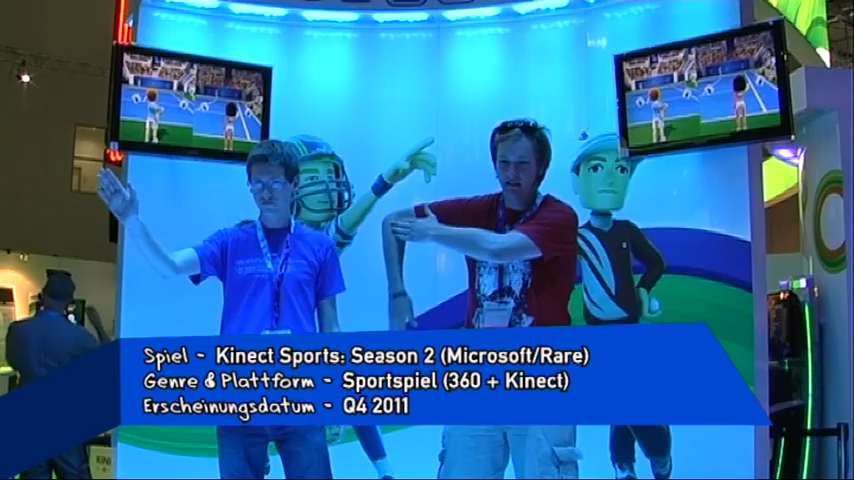 Spiel - Kinect Sports: Season 2 (Microsoft/Rare)
Genre & Plattform - Sportspiel (360 + Kinect)
Erscheinungsdatum - Q4 2011